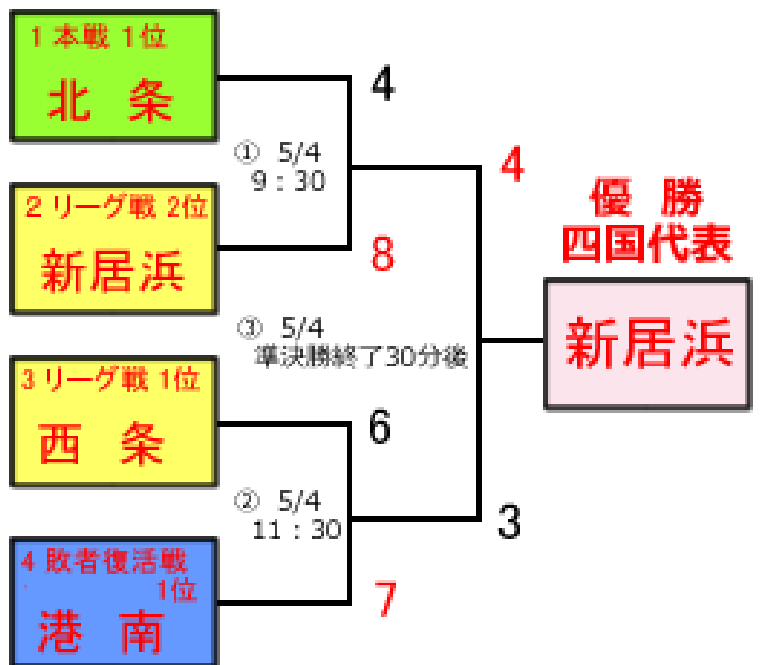 1 本戦 1位
北 条
4
① 5/4
9：30
2 リーグ戦 2位
新居浜
8
4
優 勝
四国代表
新居浜
③ 5/4
準決勝終了30分後
3 リーグ戦 1位
西 条
6
② 5/4
11：30
3
4 敗者復活戦
1位
港 南
7